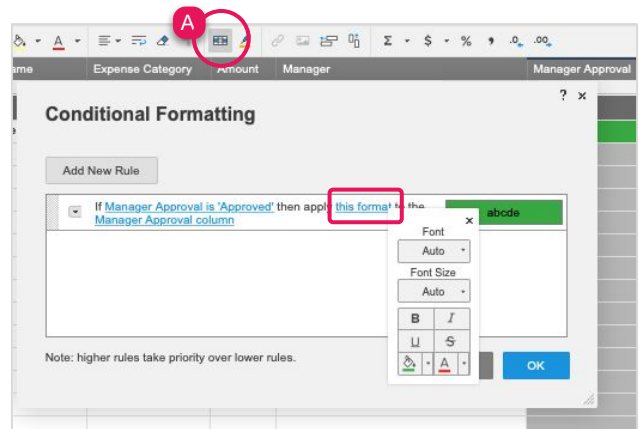 A
A Σ $ % , .0 .00
ame Expense Category Amount Manager Manager Approval
? ×
Conditional Formatting
Add New Rule
If Manager Approval is 'Approved' then apply this format to the
Manager Approval column
abcde
×
Font
Auto
Font Size
Auto
B I
U S
A
Note: higher rules take priority over lower rules.
OK